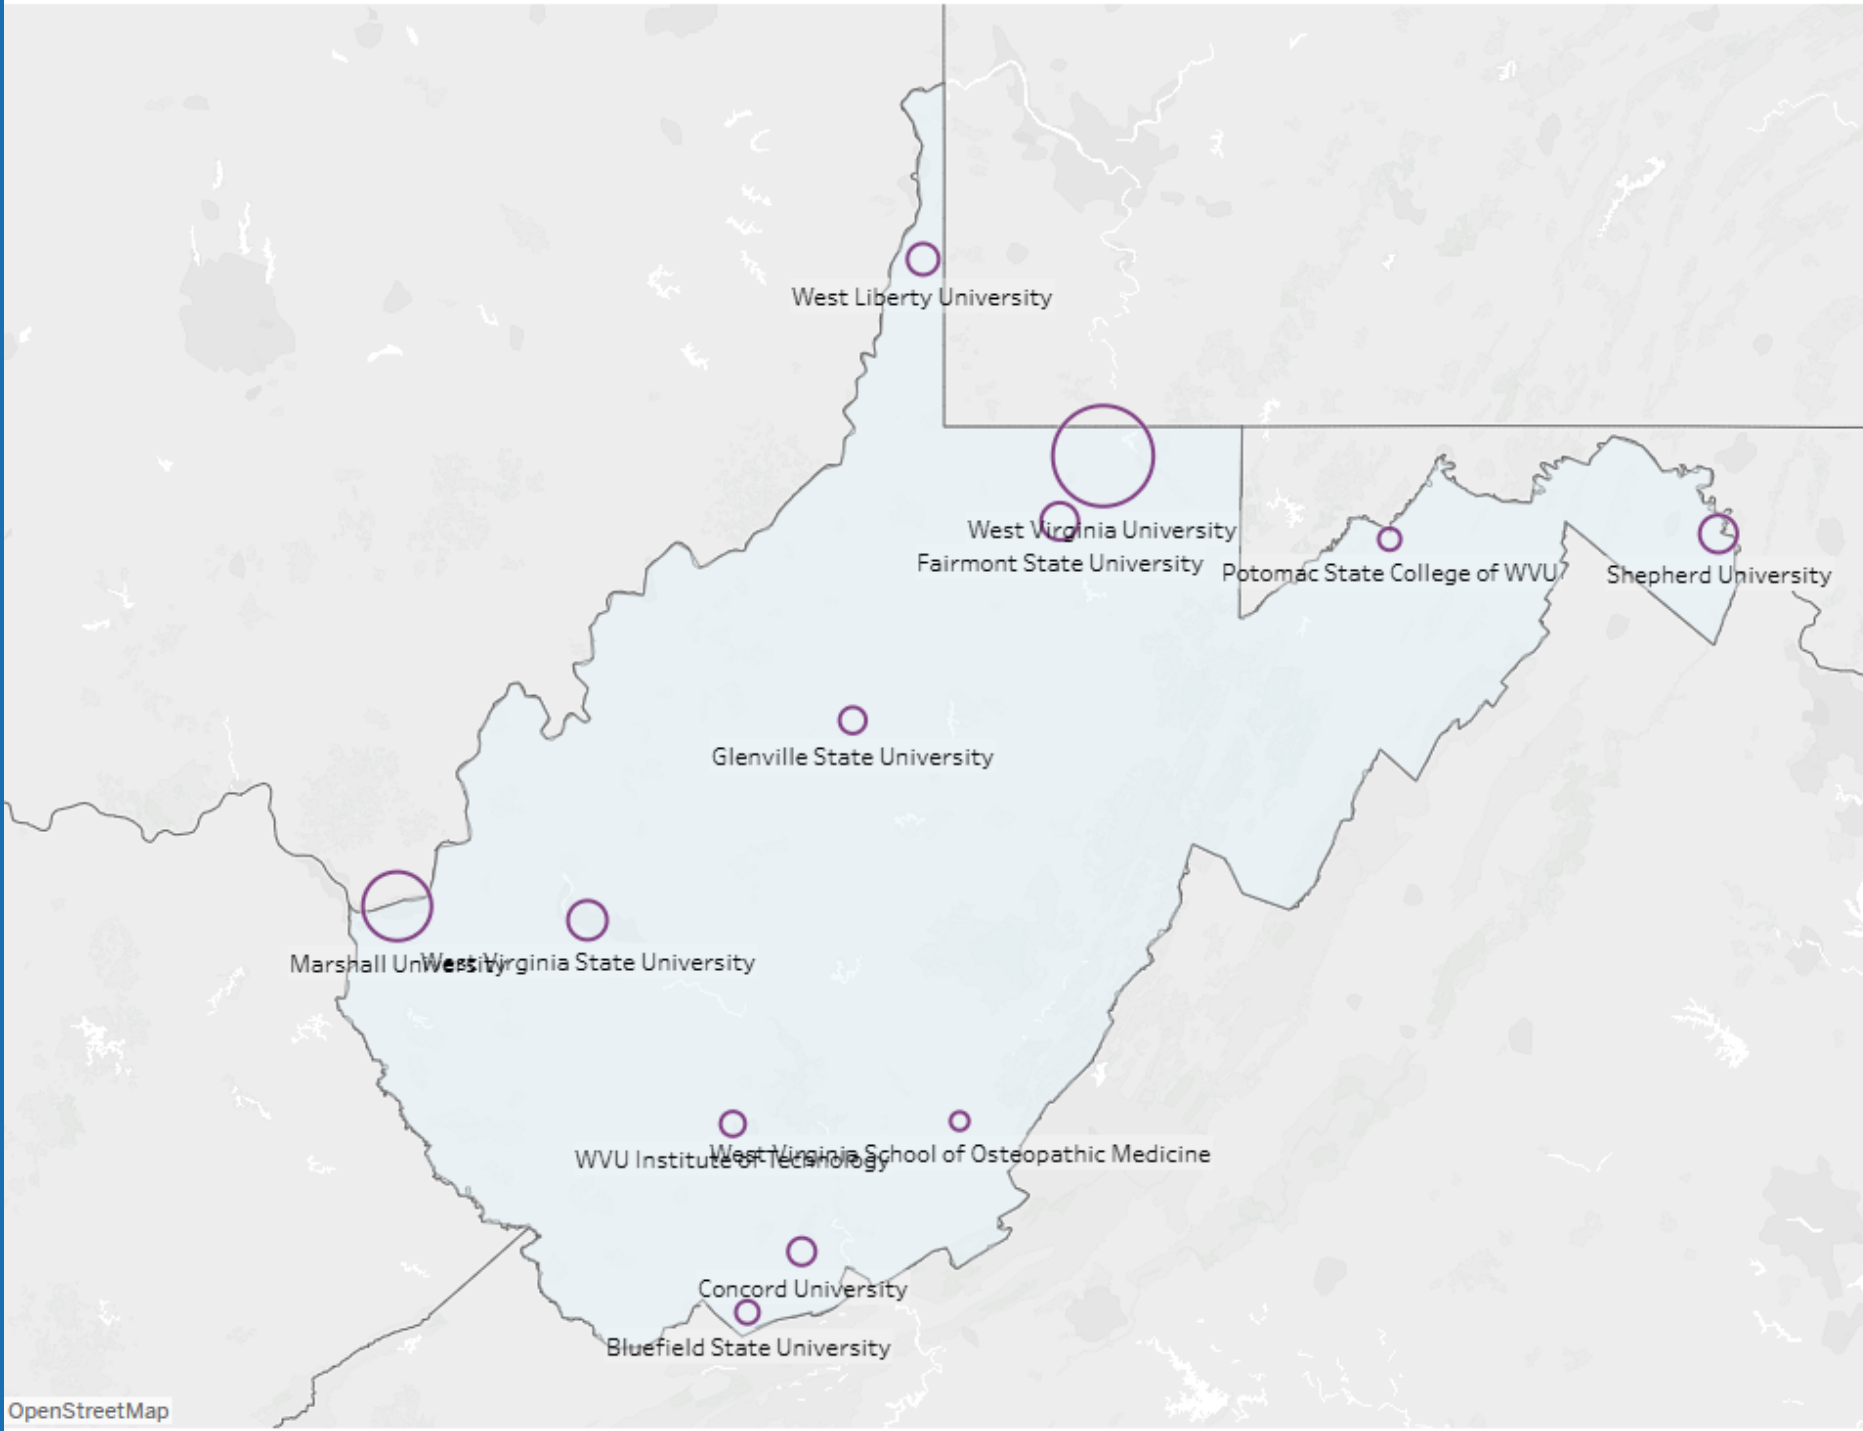 West Liberty University
West Virginia University
Fairmont State University
Potomac State College of WVU
Shepherd University
Glenville State University
Marshall University
West Virginia State University
WVU Institute of Technology
West Virginia School of Osteopathic Medicine
Concord University
Bluefield State University
OpenStreetMap